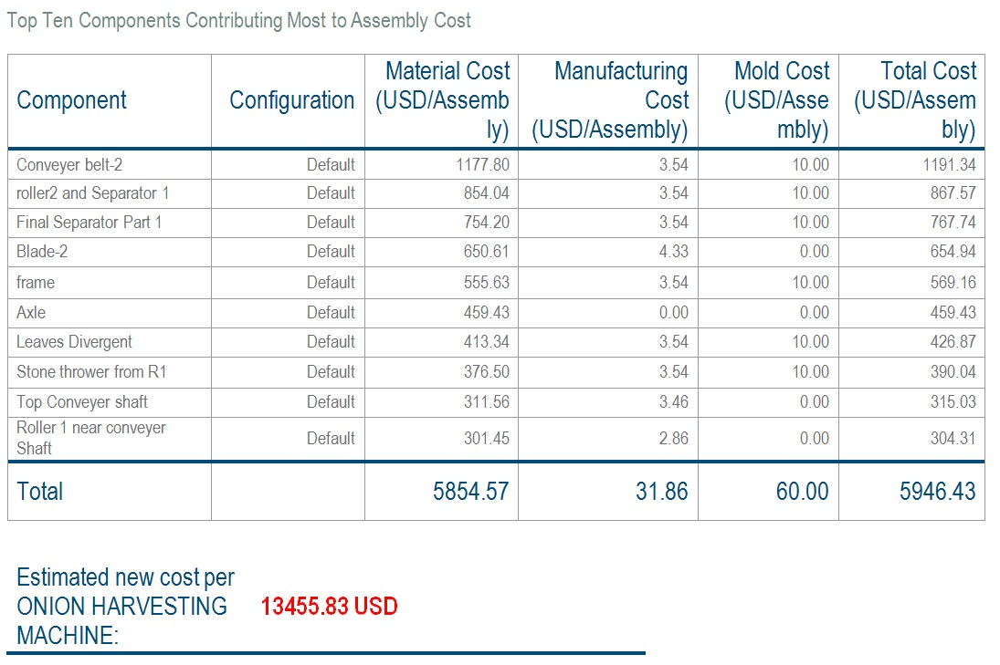 Top Ten Components Contributing Most to Assembly Cost
Component Configuration Material Cost (USD/Assemb ly) Manufacturing Cost (USD/Assembly) Mold Cost (USD/Asse mbly) Total Cost (USD/Assem bly)
Conveyer belt-2 Default 1177.80 3.54 10.00 1191.34
roller2 and Separator 1 Default 854.04 3.54 10.00 867.57
Final Separator Part 1 Default 754.20 3.54 10.00 767.74
Blade-2 Default 650.61 4.33 0.00 654.94
frame Default 555.63 3.54 10.00 569.16
Axle Default 459.43 0.00 0.00 459.43
Leaves Divergent Default 413.34 3.54 10.00 426.87
Stone thrower from R1 Default 376.50 3.54 10.00 390.04
Top Conveyer shaft Default 311.56 3.46 0.00 315.03
Roller 1 near conveyer
Shaft Default 301.45 2.86 0.00 304.31
Total 5854.57 31.86 60.00 5946.43
Estimated new cost per
ONION HARVESTING 13455.83 USD
MACHINE: